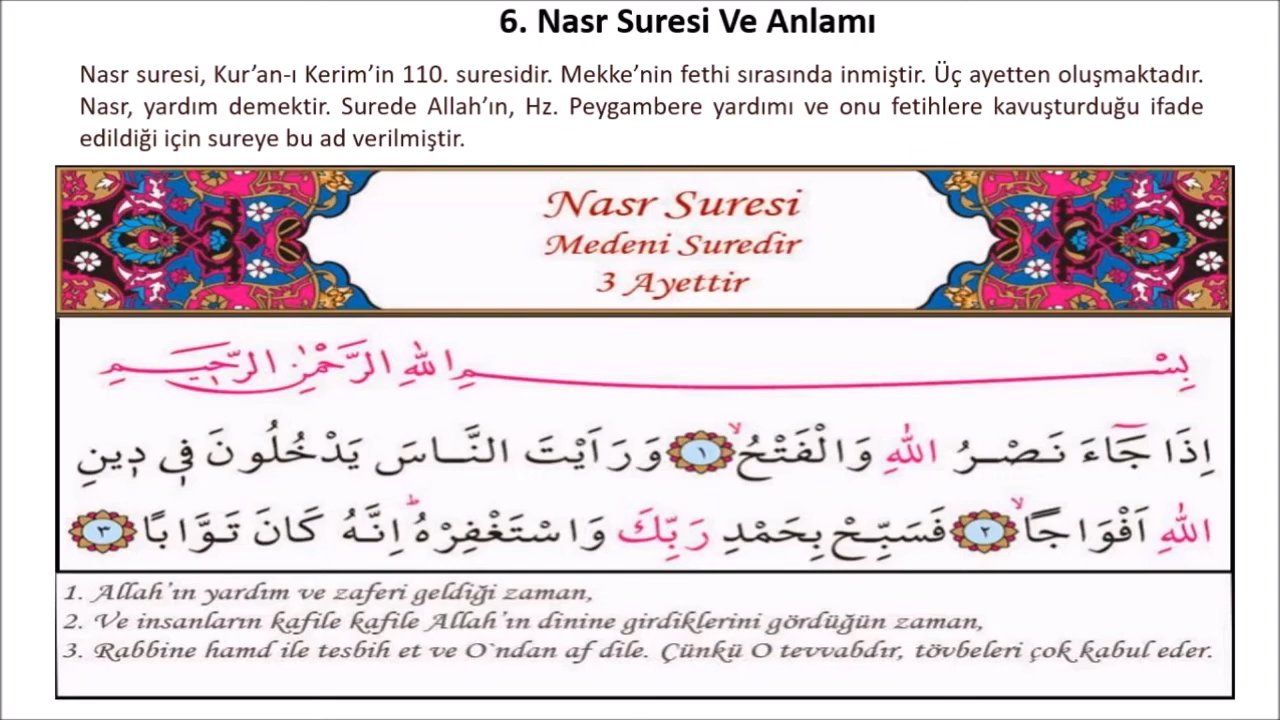 6. Nasr Suresi Ve Anlamı
Nasr suresi, Kur’an-ı Kerim’in 110. suresidir. Mekke’nin fethi sırasında inmiştir. Üç ayetten oluşmaktadır.
Nasr, yardım demektir. Surede Allah’ın, Hz. Peygambere yardımı ve onu fetihlere kavuşturduğu ifade
edildiği için sureye bu ad verilmiştir.
Nasr Suresi
Medeni Suredir
3 Ayettir
بِسْمِ اللّٰهِ الرَّحْمٰنِ الرَّح۪يمِ
اِذَا جَٓاءَ نَصْرُ اللّٰهِ وَالْفَتْحُۙ ﴿١﴾ وَرَاَيْتَ النَّاسَ يَدْخُلُونَ ف۪ي د۪ينِ
اللّٰهِ اَفْوَاجًاۙ ﴿٢﴾ فَسَبِّحْ بِحَمْدِ رَبِّكَ وَاسْتَغْفِرْهُۜ اِنَّهُ كَانَ تَوَّابًا ﴿٣﴾
1. Allah’ın yardım ve zaferi geldiği zaman,
2. Ve insanların kafile kafile Allah’ın dinine girdiklerini gördüğün zaman,
3. Rabbine hamd ile tesbih et ve O`ndan af dile. Çünkü O tevvabdır, tövbeleri çok kabul eder.